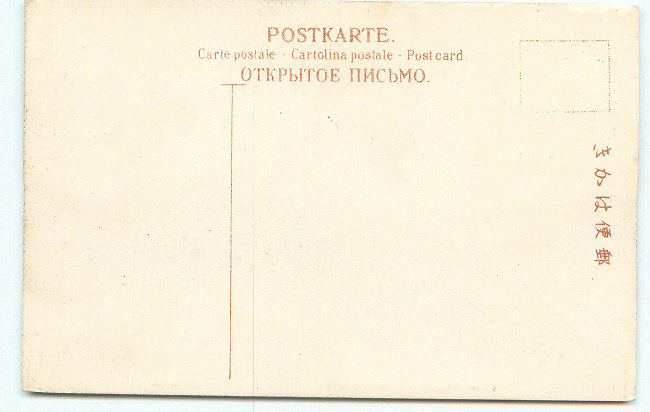 POSTKARTE.
Carte postale - Cartolina postale - Post card
ОТКРЫТОЕ ПИСЬМО.
きかは便郵